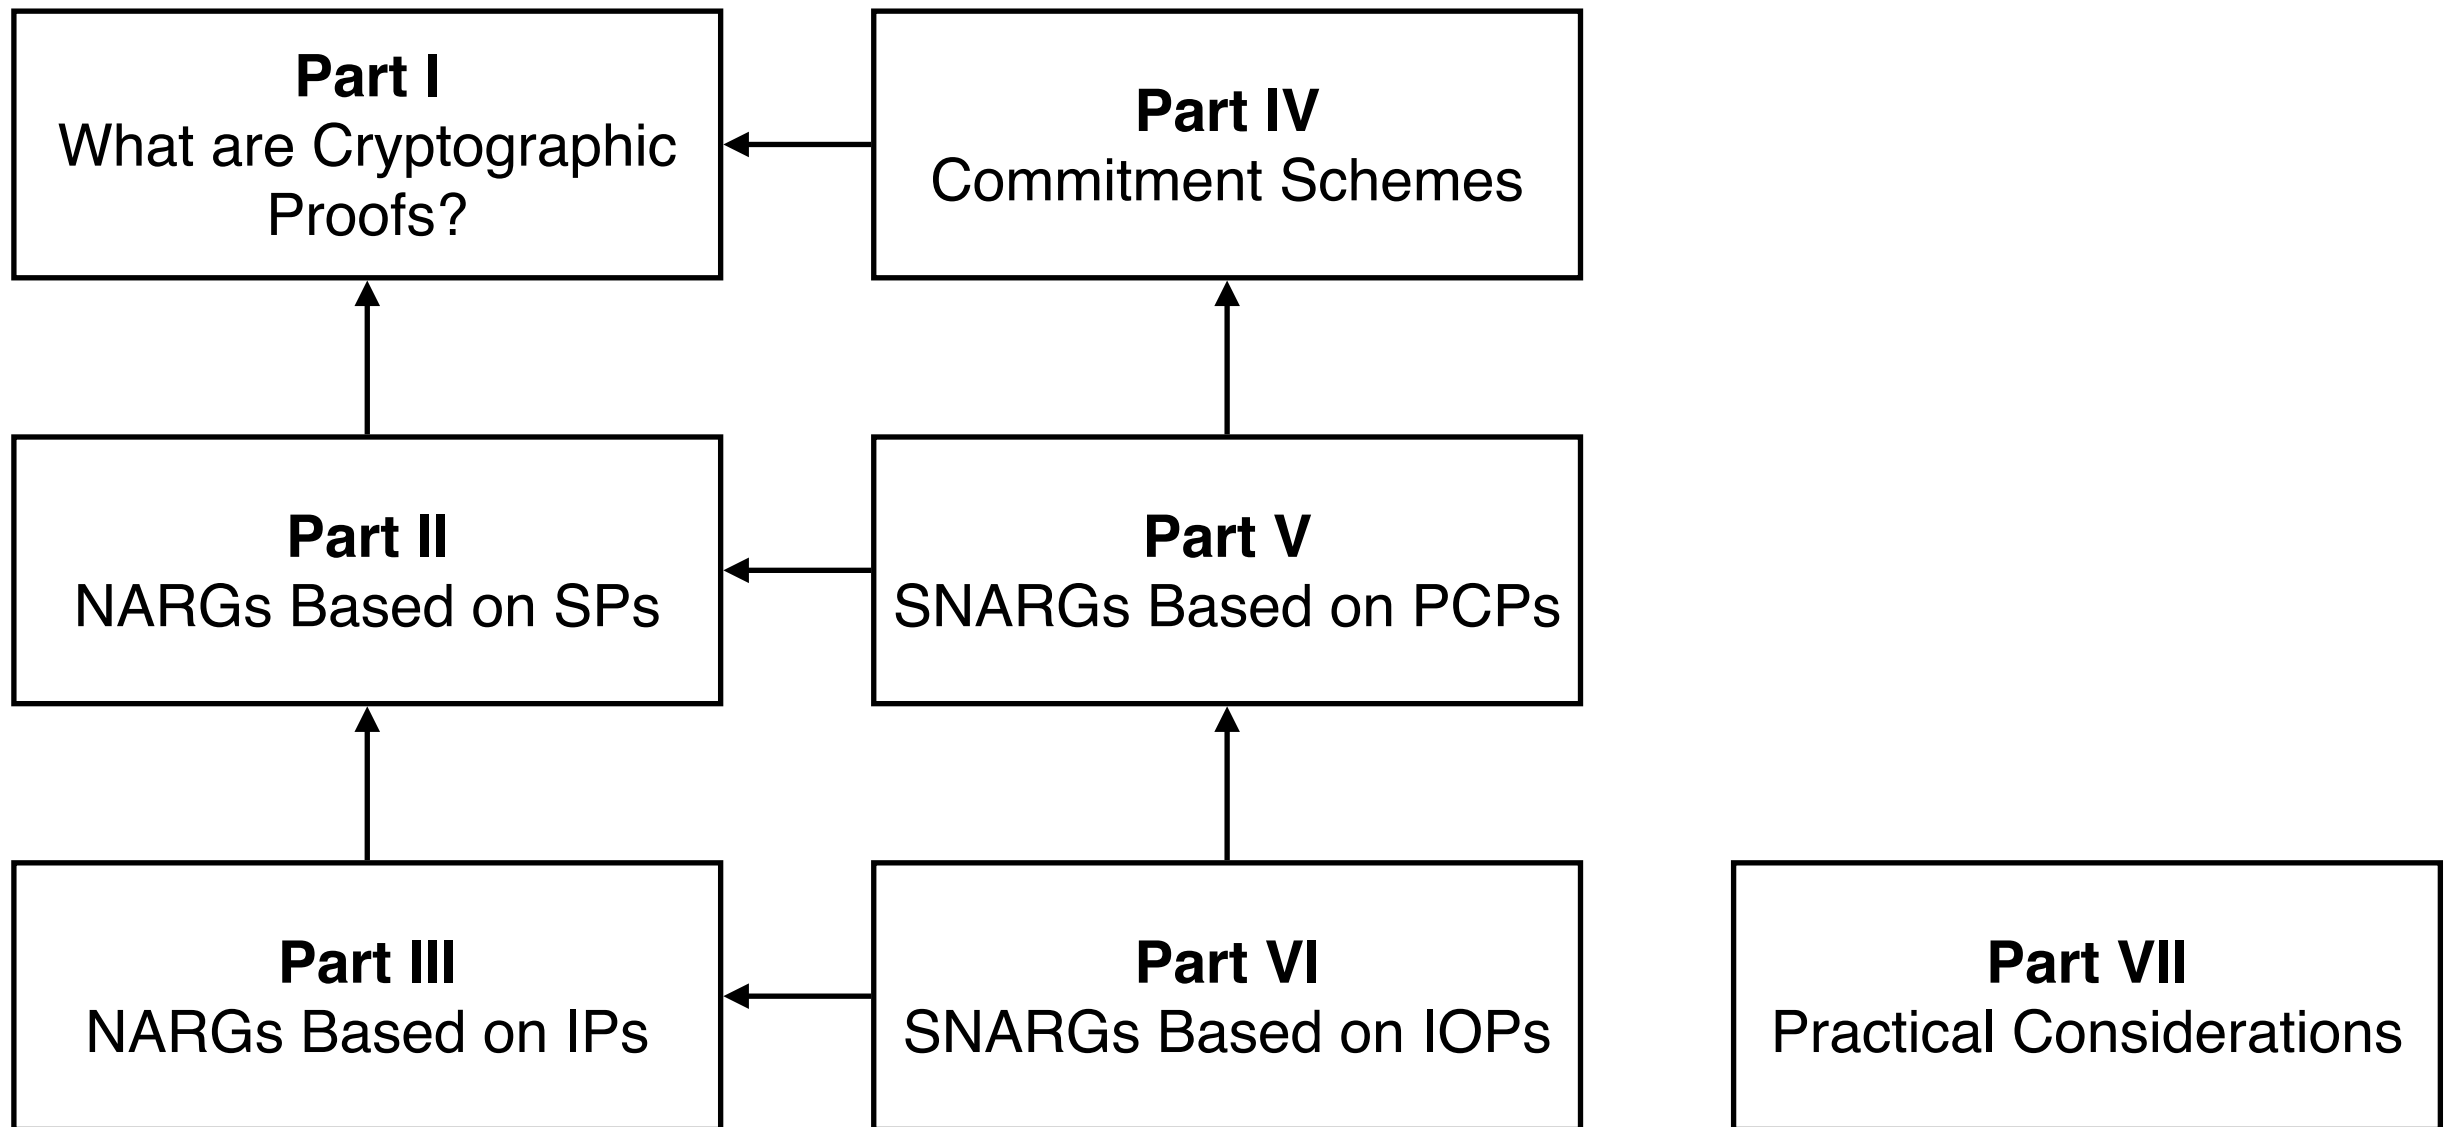 Part I
What are Cryptographic
Proofs?
Part IV
Commitment Schemes
Part II
NARGs Based on SPs
Part V
SNARGs Based on PCPs
Part III
NARGs Based on IPs
Part VI
SNARGs Based on IOPs
Part VII
Practical Considerations